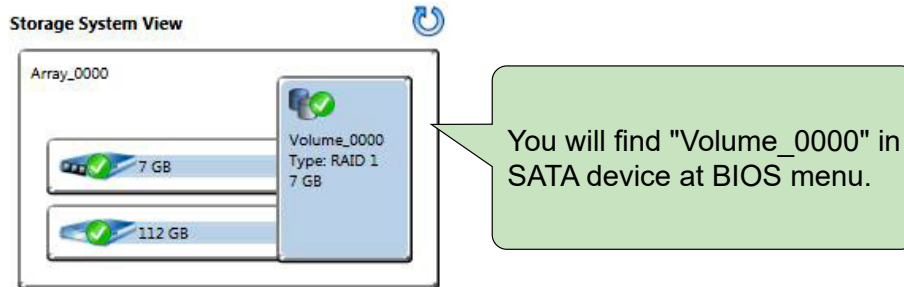 Storage System View
Array_0000
Volume_0000
Type: RAID 1
7 GB
7 GB
112 GB
You will find "Volume_0000" in
SATA device at BIOS menu.